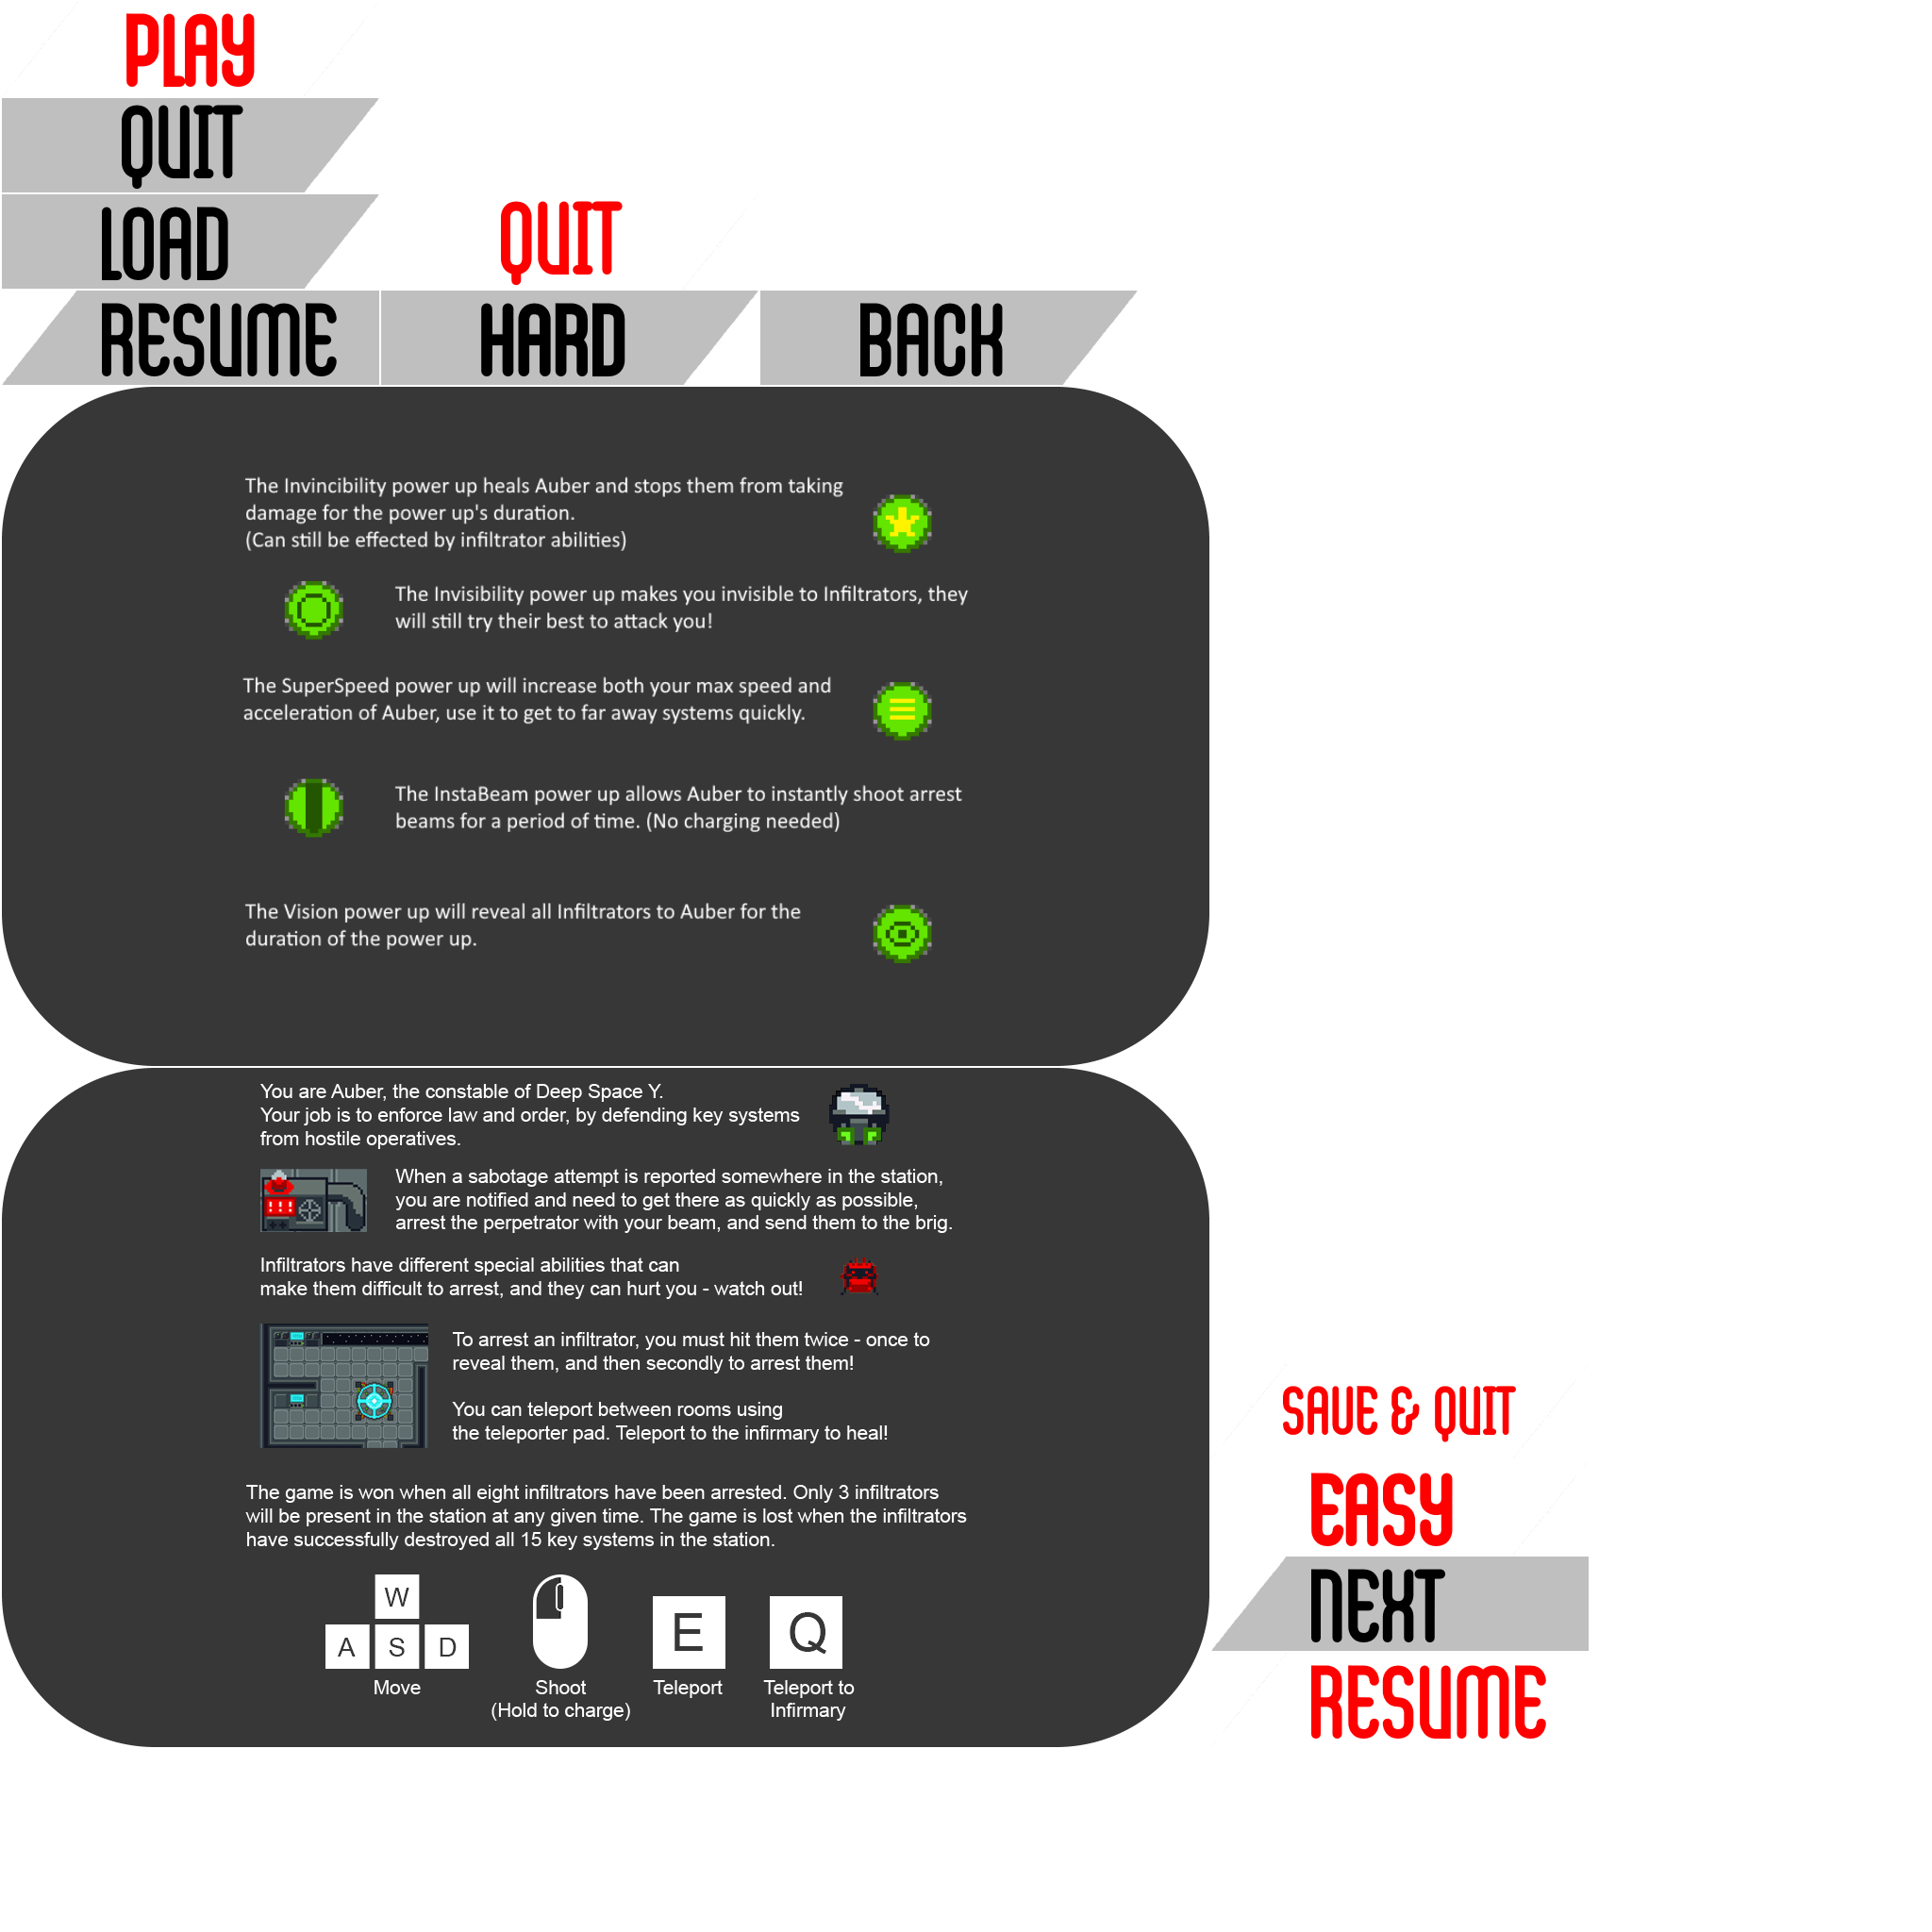 PLAY
QUIT
LOAD
QUIT
RESUME
HARD
BACK
The Invincibility power up heals Auber and stops them from taking
damage for the power up's duration.
(Can still be effected by infiltrator abilities)
The Invisibility power up makes you invisible to Infiltrators, they
will still try their best to attack you!
The SuperSpeed power up will increase both your max speed and
acceleration of Auber, use it to get to far away systems quickly.
The InstaBeam power up allows Auber to instantly shoot arrest
beams for a period of time. (No charging needed)
The Vision power up will reveal all Infiltrators to Auber for the
duration of the power up.
You are Auber, the constable of Deep Space Y.
Your job is to enforce law and order, by defending key systems
from hostile operatives.
When a sabotage attempt is reported somewhere in the station,
you are notified and need to get there as quickly as possible,
arrest the perpetrator with your beam, and send them to the brig.
Infiltrators have different special abilities that can
make them difficult to arrest, and they can hurt you - watch out!
To arrest an infiltrator, you must hit them twice - once to
reveal them, and then secondly to arrest them!
You can teleport between rooms using
the teleporter pad. Teleport to the infirmary to heal!
The game is won when all eight infiltrators have been arrested. Only 3 infiltrators
will be present in the station at any given time. The game is lost when the infiltrators
have successfully destroyed all 15 key systems in the station.
W
A S D
Move
Shoot
(Hold to charge)
E
Teleport
Q
Teleport to
Infirmary
SAVE & QUIT
EASY
NEXT
RESUME